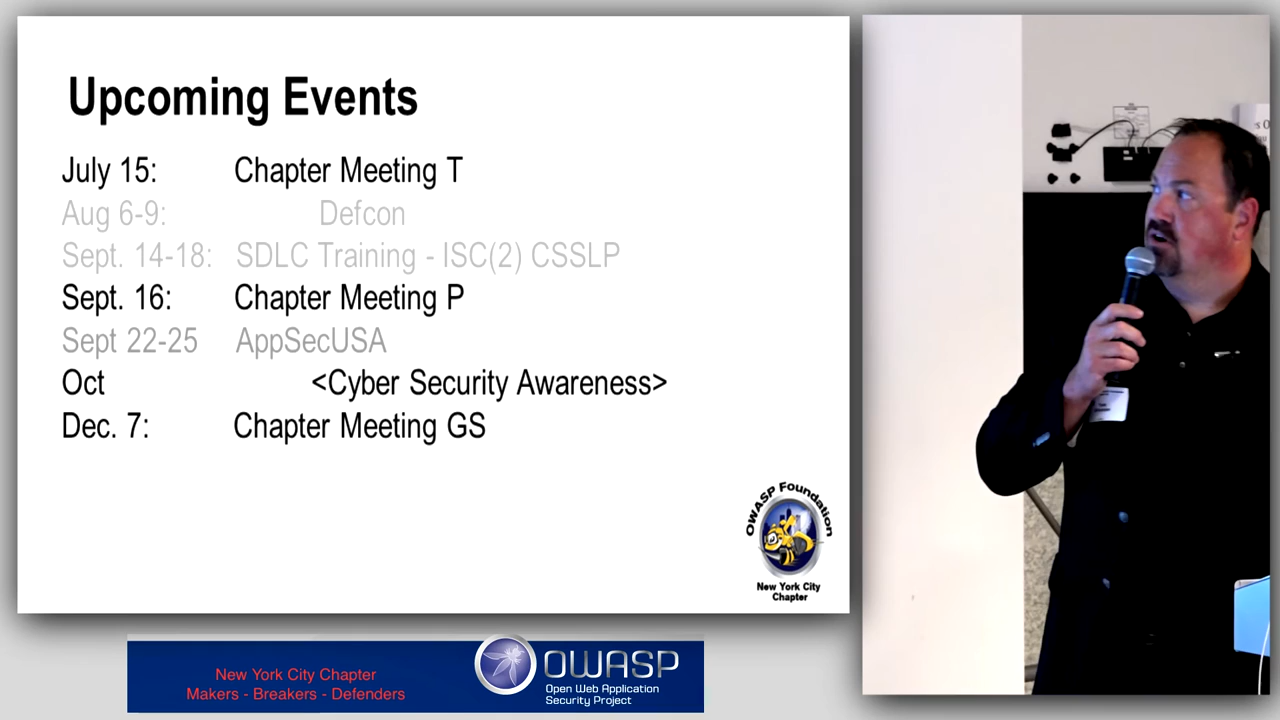 Upcoming Events
July 15: Chapter Meeting T
Aug 6-9: Defcon
Sept. 14-18: SDLC Training - ISC(2) CSSLP
Sept. 16: Chapter Meeting P
Sept 22-25 AppSecUSA
Oct <Cyber Security Awareness>
Dec. 7: Chapter Meeting GS
OWASP Foundation
New York City
Chapter
New York City Chapter
Makers - Breakers - Defenders
OWASP
Open Web Application
Security Project